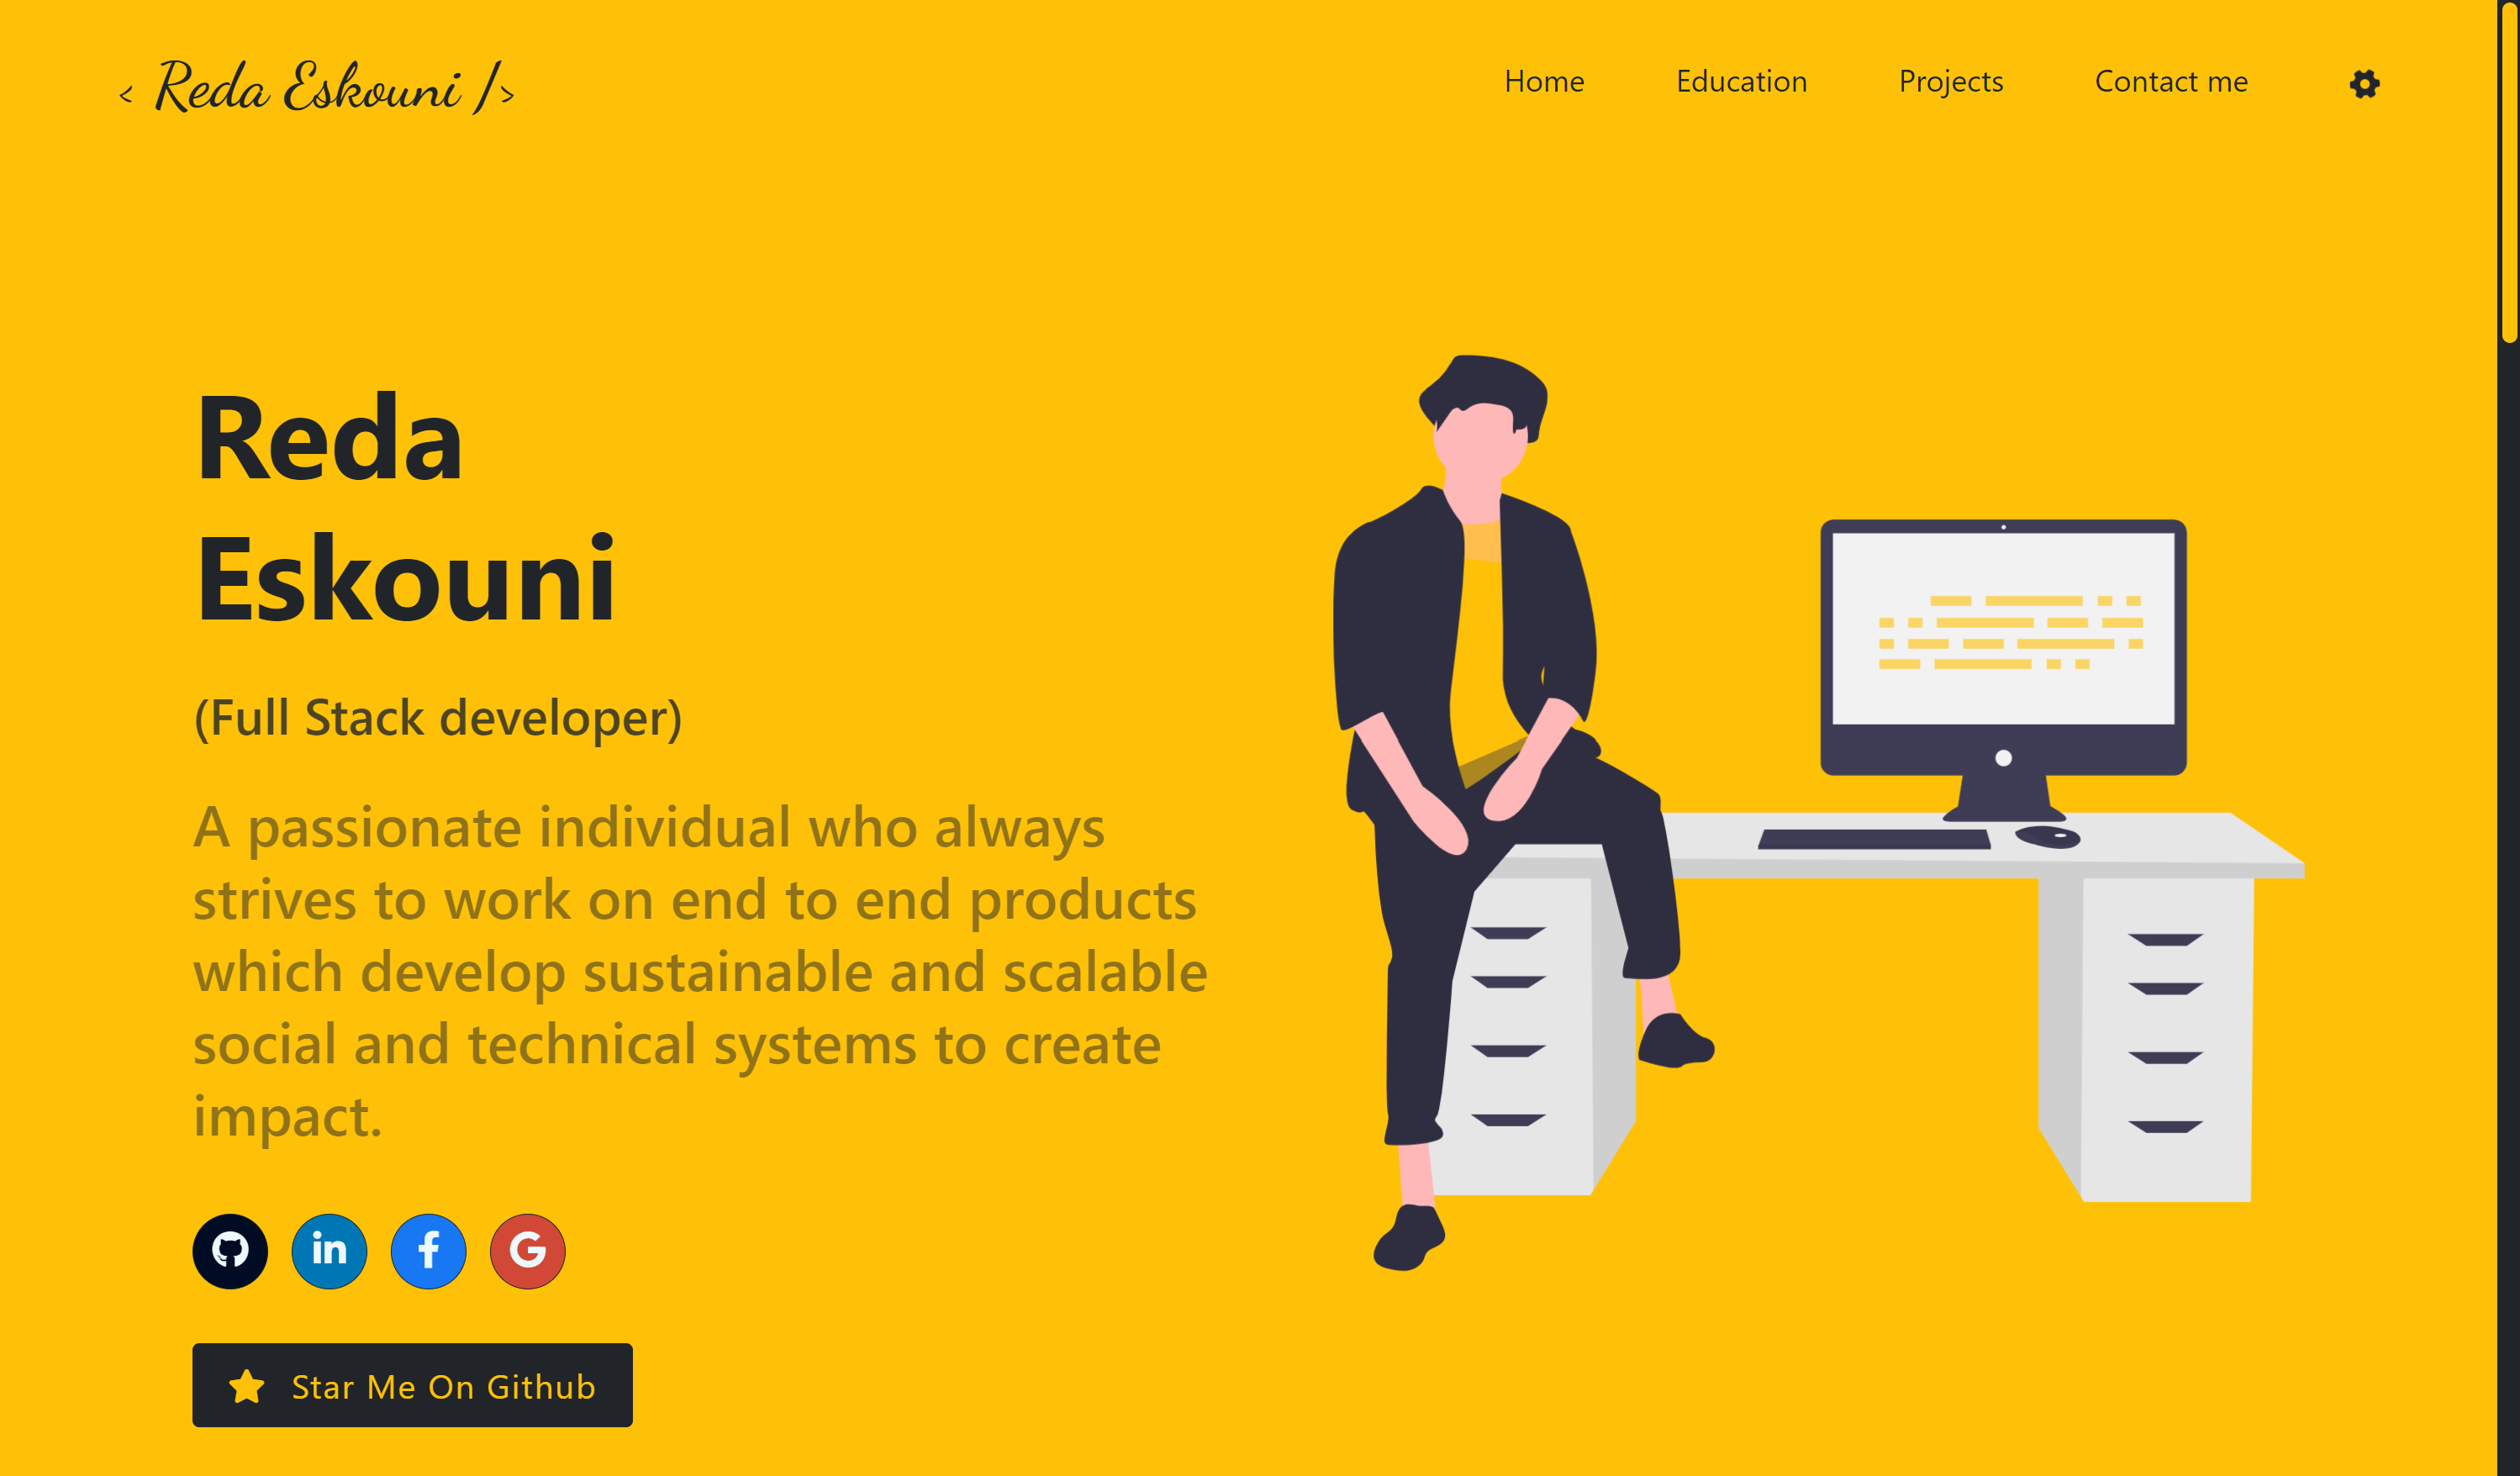 < Reda Eskouni />
Home Education Projects Contact me
Reda
Eskouni
(Full Stack developer)
A passionate individual who always
strives to work on end to end products
which develop sustainable and scalable
social and technical systems to create
impact.
in f G
Star Me On Github